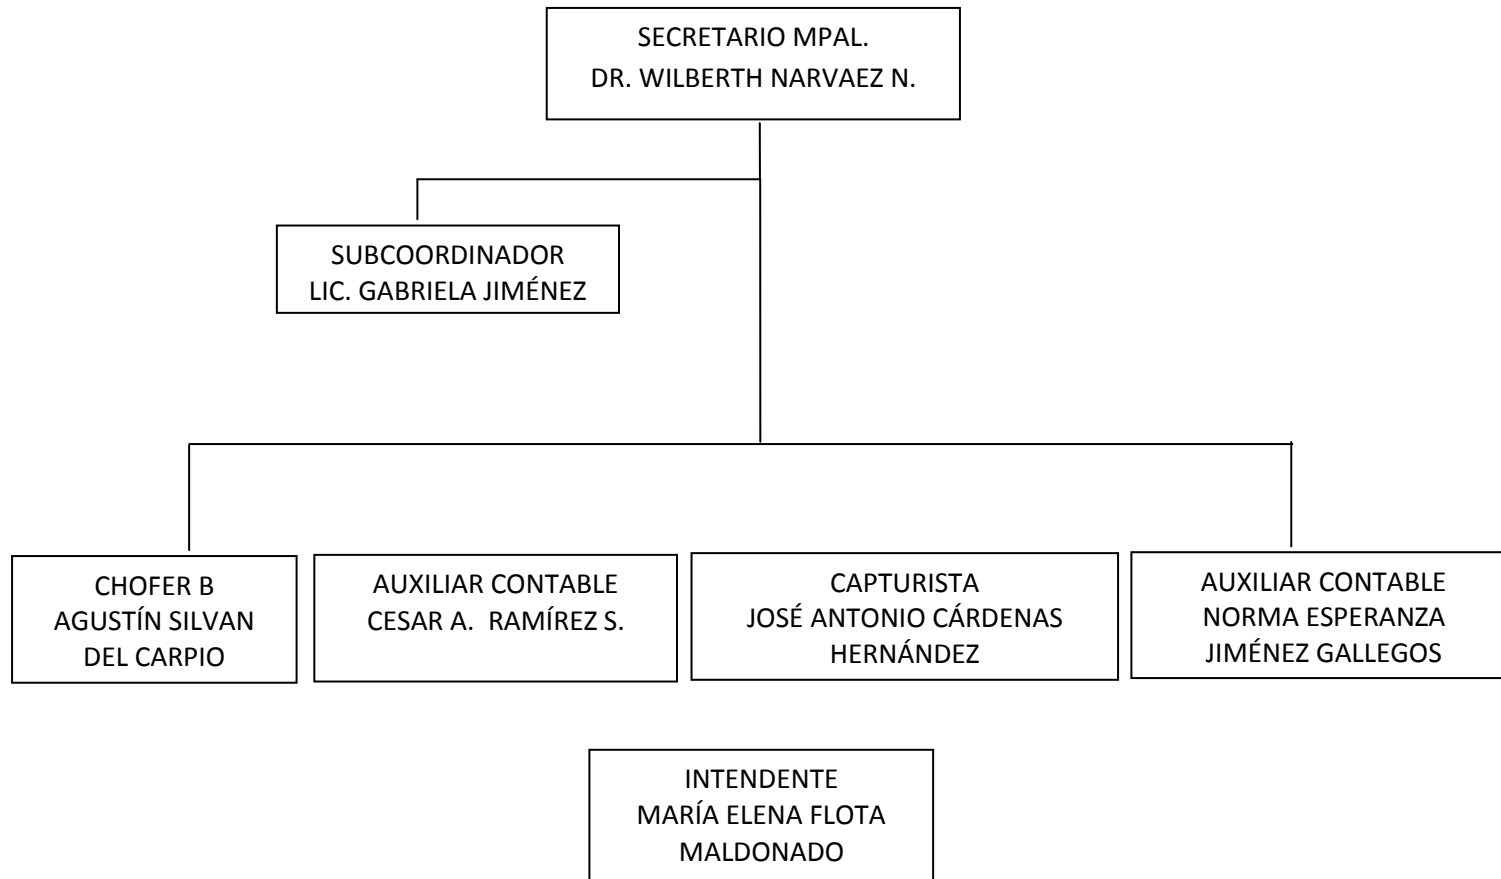 SECRETARIO MPAL.
DR. WILBERTH NARVAEZ N.
SUBCOORDINADOR
LIC. GABRIELA JIMÉNEZ
CHOFER B
AGUSTÍN SILVAN
DEL CARPIO
AUXILIAR CONTABLE
CESAR A.  RAMÍREZ S.
CAPTURISTA
JOSÉ ANTONIO CÁRDENAS
HERNÁNDEZ
AUXILIAR CONTABLE
NORMA ESPERANZA
JIMÉNEZ GALLEGOS
INTENDENTE
MARÍA ELENA FLOTA
MALDONADO